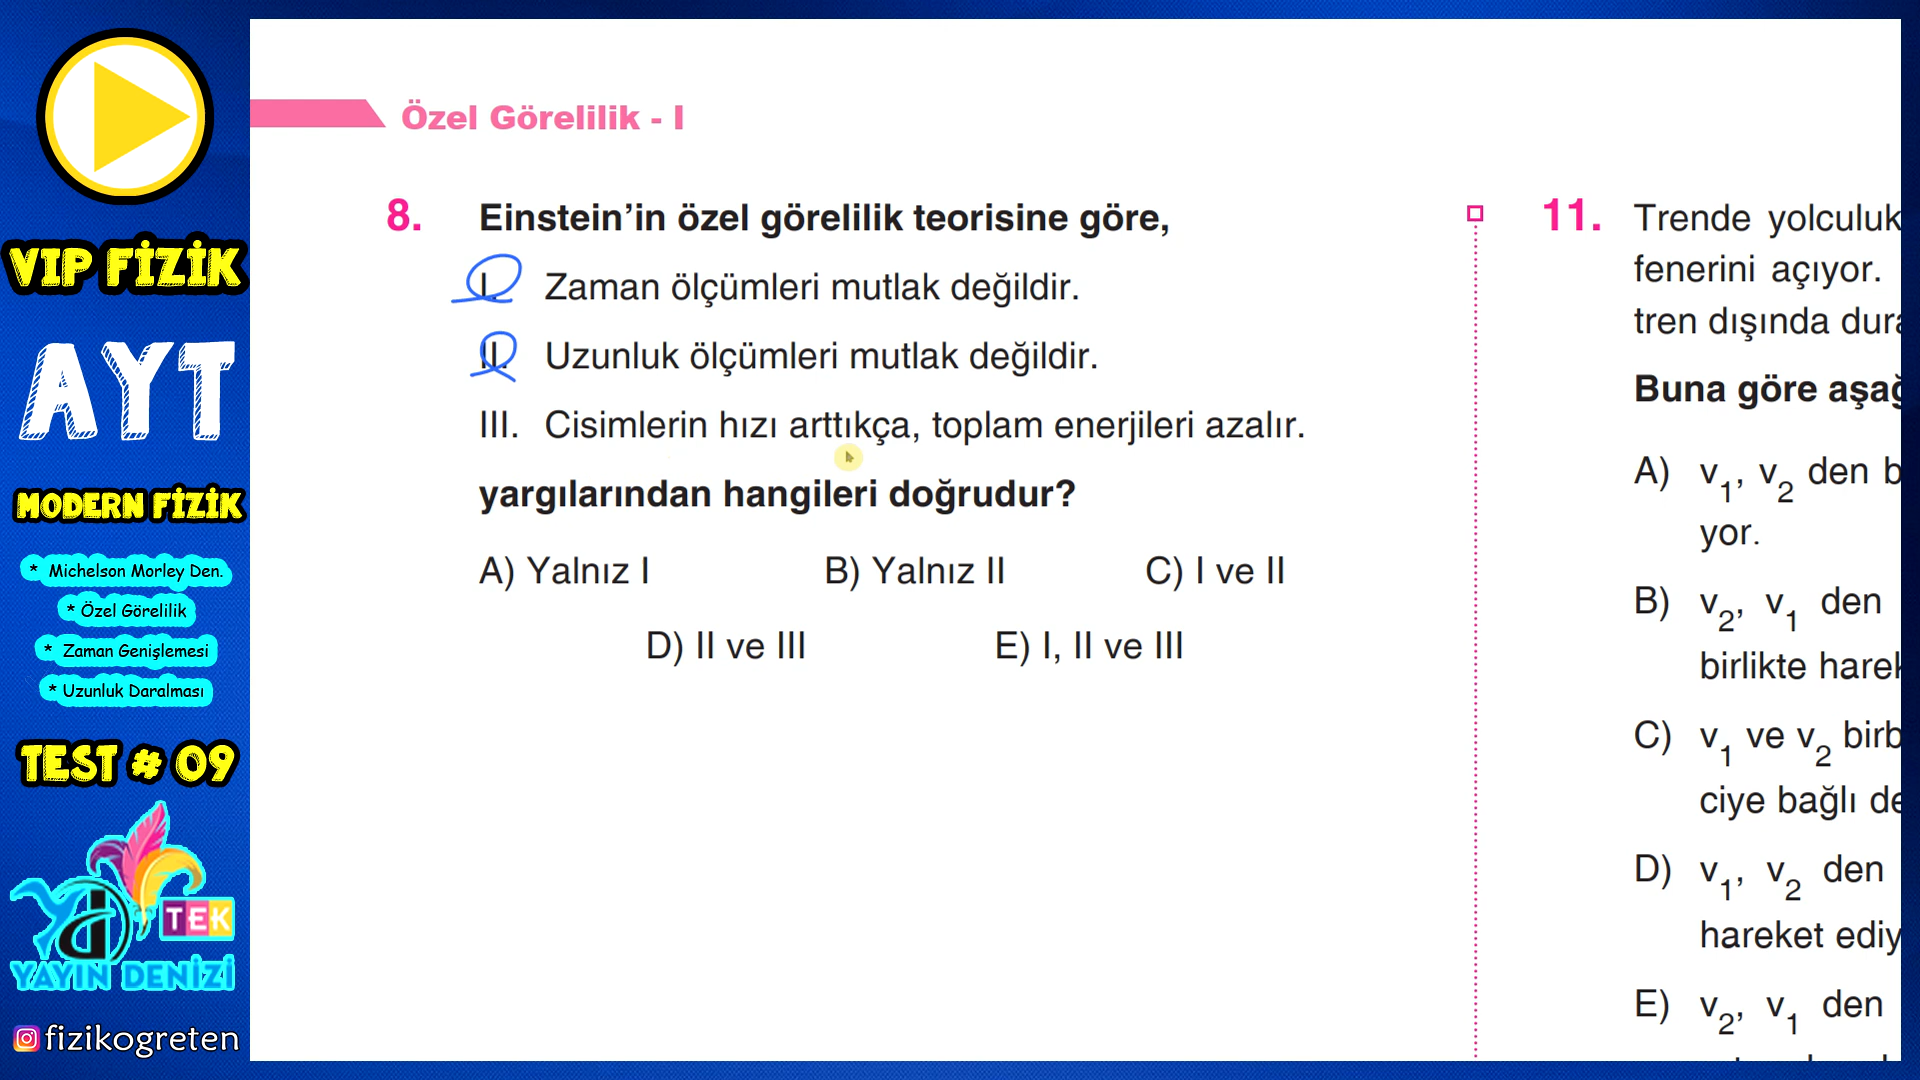 VIP FİZİK
AYT
MODERN FİZİK
* Michelson Morley Den.
* Özel Görelilik
* Zaman Genişlemesi
* Uzunluk Daralması
TEST # 09
TEK
YAYIN DENİZİ
fizikogreten
Özel Görelilik - I
8. Einstein’in özel görelilik teorisine göre,
I. Zaman ölçümleri mutlak değildir.
II. Uzunluk ölçümleri mutlak değildir.
III. Cisimlerin hızı arttıkça, toplam enerjileri azalır.
yargılarından hangileri doğrudur?
A) Yalnız I B) Yalnız II C) I ve II
D) II ve III E) I, II ve III
11. Trende yolculuk
fenerini açıyor.
tren dışında dura
Buna göre aşağ
A) v1, v2 den b
yor.
B) v2, v1 den
birlikte harek
C) v1 ve v2 birb
ciye bağlı de
D) v1, v2 den
hareket ediy
E) v2, v1 den